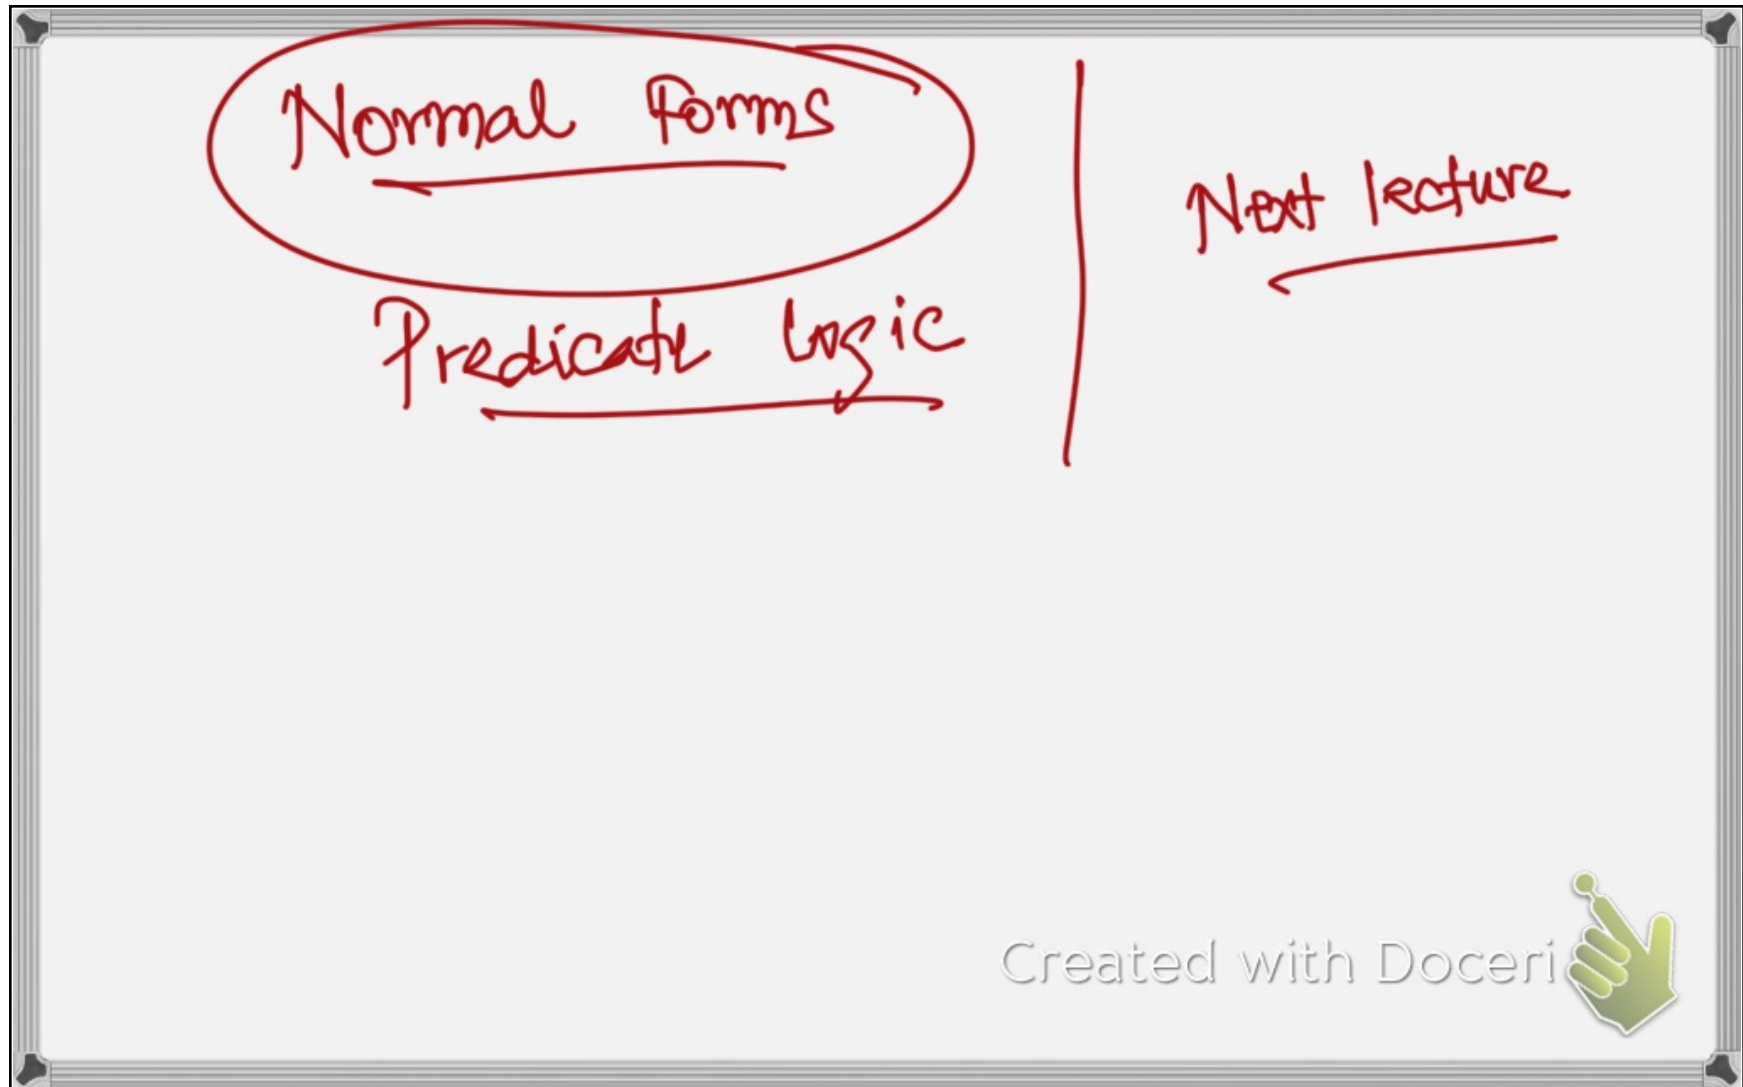 Normal Forms
Predicate Logic
Next lecture
Created with Doceri